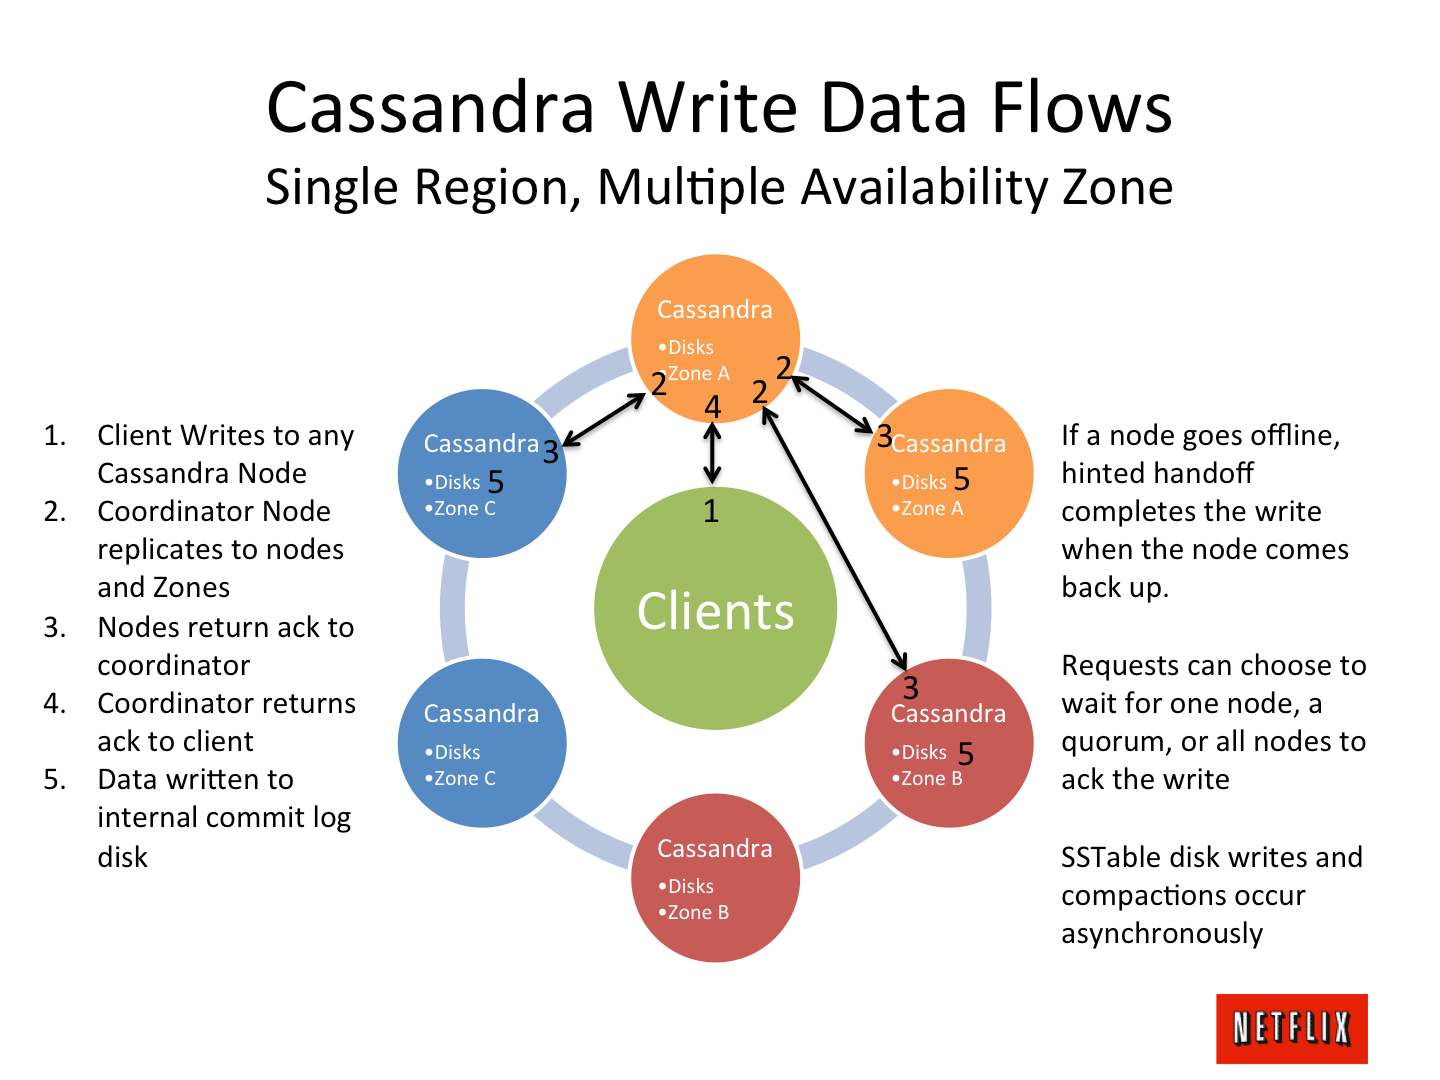 Cassandra Write Data Flows
Single Region, Multiple Availability Zone
1. Client Writes to any
Cassandra Node
2. Coordinator Node
replicates to nodes
and Zones
3. Nodes return ack to
coordinator
4. Coordinator returns
ack to client
5. Data written to
internal commit log
disk
Cassandra
•Disks
•Zone A
2
4
2
2
Cassandra
3
•Disks 5
•Zone C
3
Cassandra
•Disks 5
•Zone A
1
Clients
Cassandra
•Disks
•Zone C
3
Cassandra
•Disks 5
•Zone B
Cassandra
•Disks
•Zone B
If a node goes offline,
hinted handoff
completes the write
when the node comes
back up.
Requests can choose to
wait for one node, a
quorum, or all nodes to
ack the write
SSTable disk writes and
compactions occur
asynchronously
NETFLIX